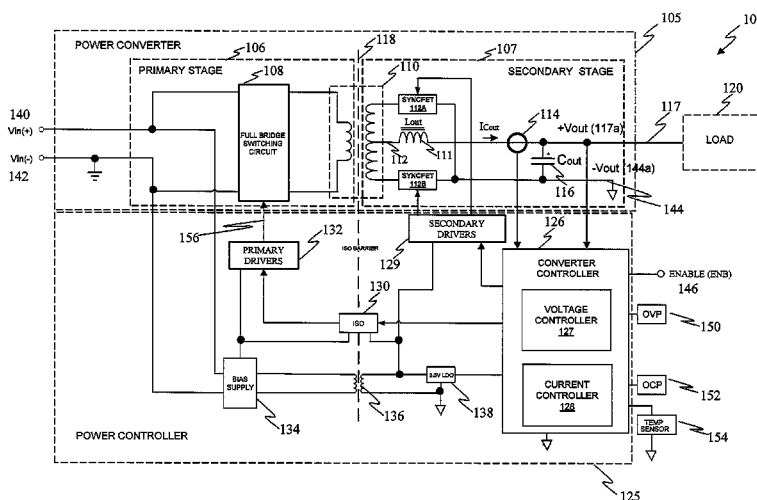 POWER CONVERTER
PRIMARY STAGE
SECONDARY STAGE
106
118
107
105
10
108
110
114
117
120
140
Vin(+)
Vin(-)
142
FULL BRIDGE
SWITCHING
CIRCUIT
SYNCFET
112A
Lout
112
111
SYNCFET
112B
ICout
+Vout (117a)
Cout
+
116
-Vout (144a)
144
LOAD
156
132
PRIMARY
DRIVERS
ISO BARRIER
129
SECONDARY
DRIVERS
126
CONVERTER
CONTROLLER
ENABLE (ENB)
146
130
ISO
VOLTAGE
CONTROLLER
127
OVP
150
BIAS
SUPPLY
134
136
LDO
138
CURRENT
CONTROLLER
128
OCP
152
TEMP
SENSOR
154
POWER CONTROLLER
125